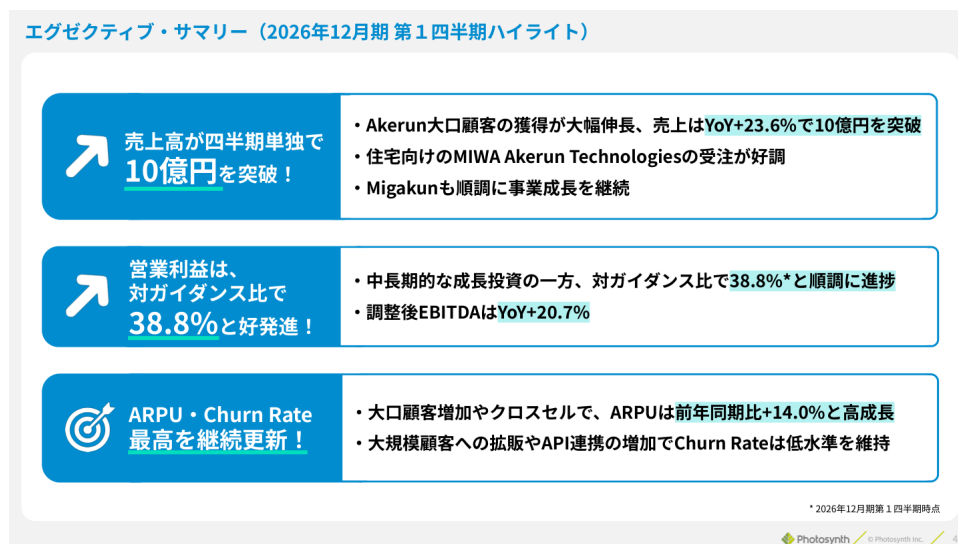 エグゼクティブ・サマリー（2026年12月期 第１四半期ハイライト）
売上高が四半期単独で
10億円を突破！
・Akerun大口顧客の獲得が大幅伸長、売上はYoY+23.6%で10億円を突破
・住宅向けのMIWA Akerun Technologiesの受注が好調
・Migakunも順調に事業成長を継続
営業利益は、
対ガイダンス比で
38.8%と好発進！
・中長期的な成長投資の一方、対ガイダンス比で38.8%*と順調に進捗
・調整後EBITDAはYoY+20.7%
ARPU・Churn Rate
最高を継続更新！
・大口顧客増加やクロスセルで、ARPUは前年同期比+14.0%と高成長
・大規模顧客への拡販やAPI連携の増加でChurn Rateは低水準を維持
* 2026年12月期第１四半期時点
Photosynth © Photosynth Inc. 4